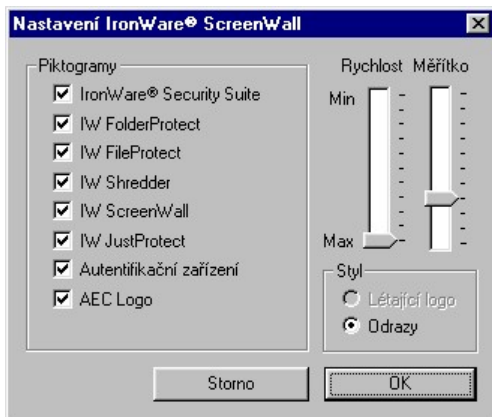 Nastavení IronWare® ScreenWall
Piktogramy
IronWare® Security Suite
IW FolderProtect
IW FileProtect
IW Shredder
IW ScreenWall
IW JustProtect
Autentifikační zařízení
AEC Logo
Rychlost Měřítko
Min
Max
Styl
Létající logo
Odrazy
Storno
OK